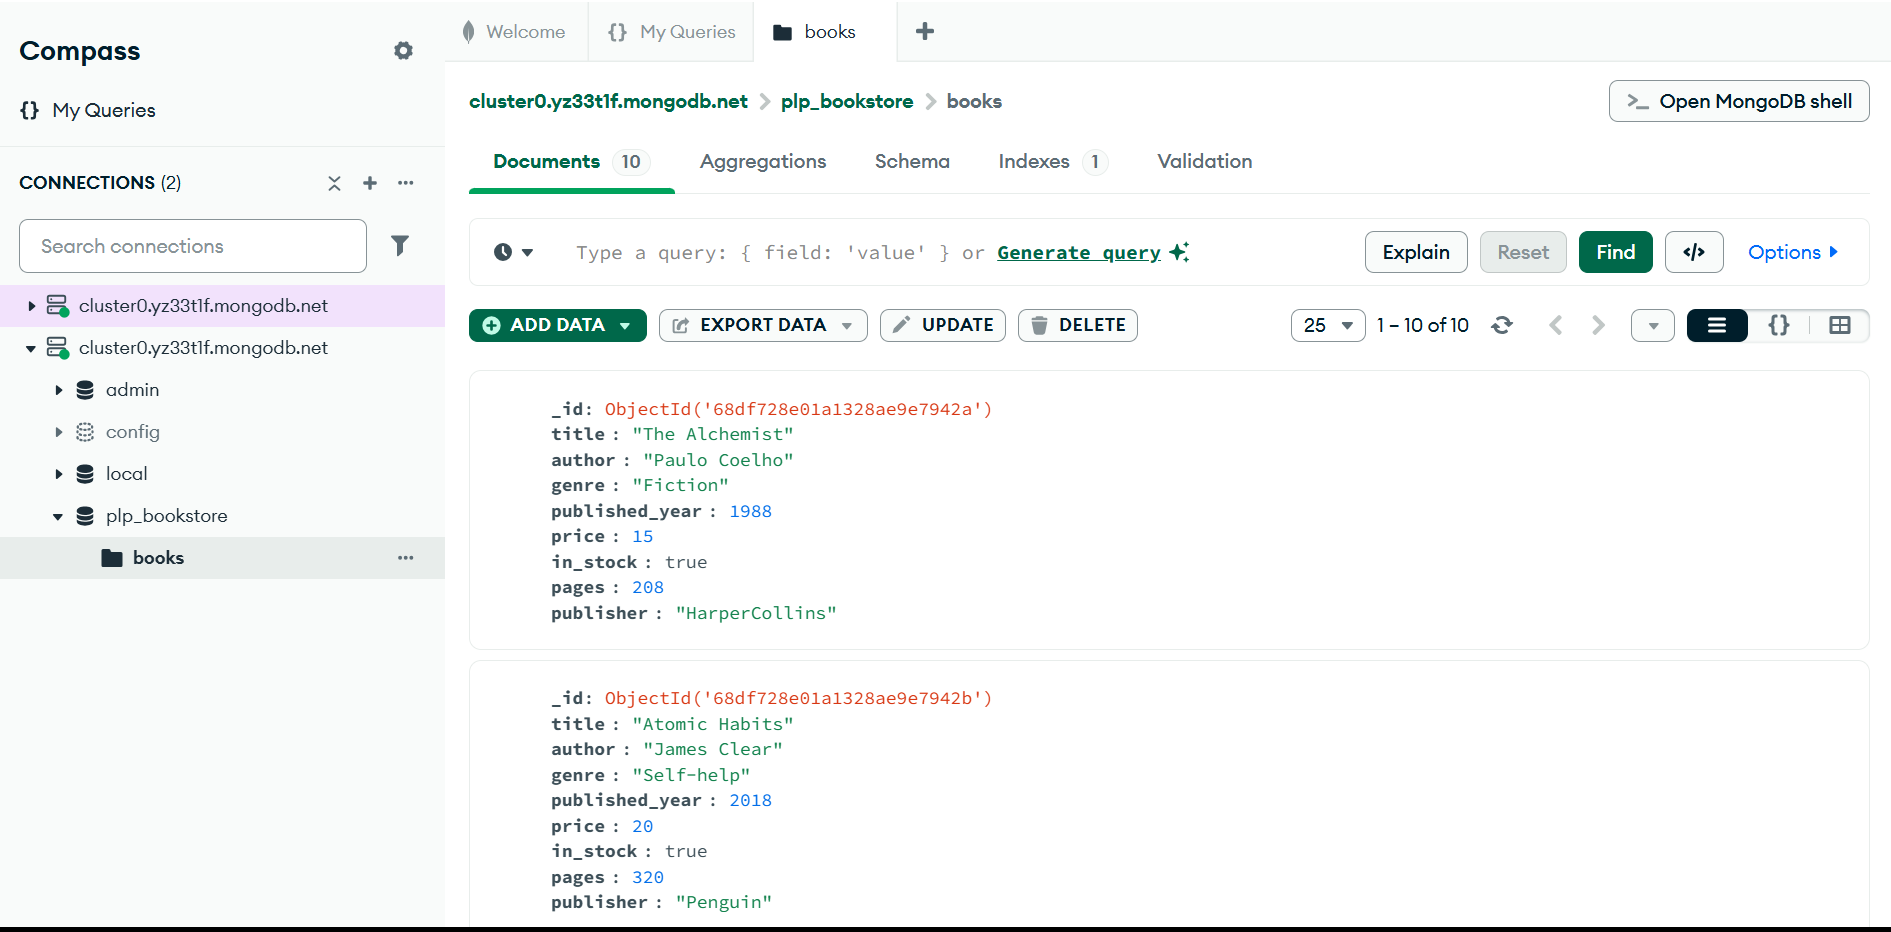 Compass
My Queries
CONNECTIONS (2)
Search connections
cluster0.yz33t1f.mongodb.net
cluster0.yz33t1f.mongodb.net
admin
config
local
plp_bookstore
books
Welcome
My Queries
books
cluster0.yz33t1f.mongodb.net > plp_bookstore > books
>_ Open MongoDB shell
Documents 10 Aggregations Schema Indexes 1 Validation
Type a query: { field: 'value' } or Generate query
Explain Reset Find </> Options
ADD DATA EXPORT DATA UPDATE DELETE
25 1 – 10 of 10 {}
_id: ObjectId('68df728e01a1328ae9e7942a')
title : "The Alchemist"
author : "Paulo Coelho"
genre : "Fiction"
published_year : 1988
price : 15
in_stock : true
pages : 208
publisher : "HarperCollins"
_id: ObjectId('68df728e01a1328ae9e7942b')
title : "Atomic Habits"
author : "James Clear"
genre : "Self-help"
published_year : 2018
price : 20
in_stock : true
pages : 320
publisher : "Penguin"